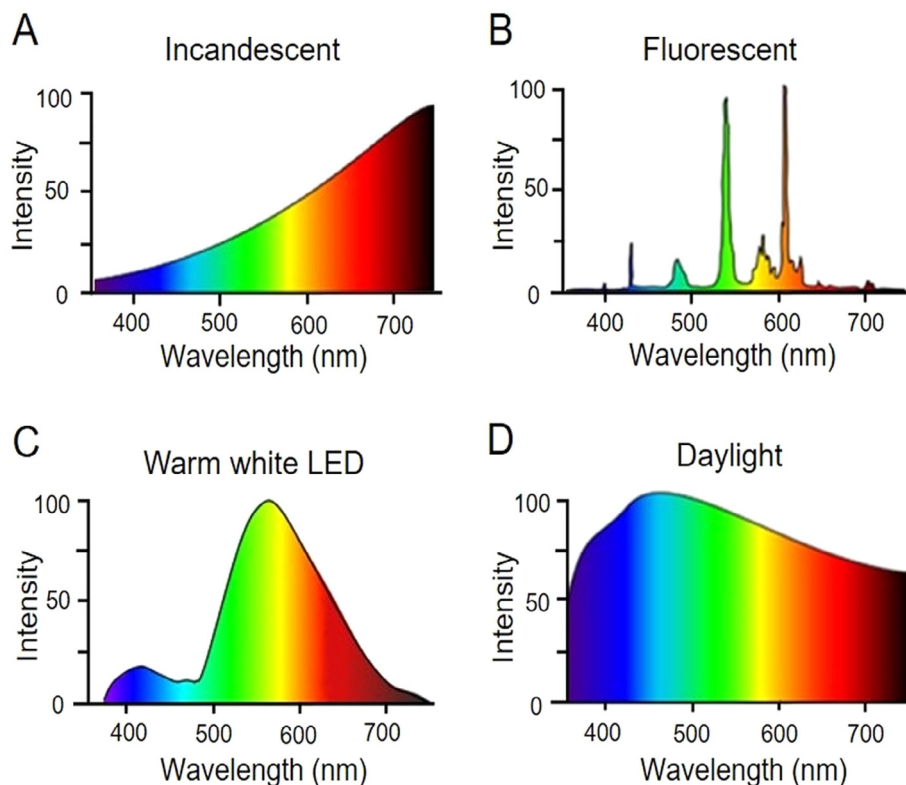 A
Incandescent
100
50
0
Intensity
400 500 600 700
Wavelength (nm)
B
Fluorescent
100
50
0
Intensity
400 500 600 700
Wavelength (nm)
C
Warm white LED
100
50
0
Intensity
400 500 600 700
Wavelength (nm)
D
Daylight
100
50
0
Intensity
400 500 600 700
Wavelength (nm)